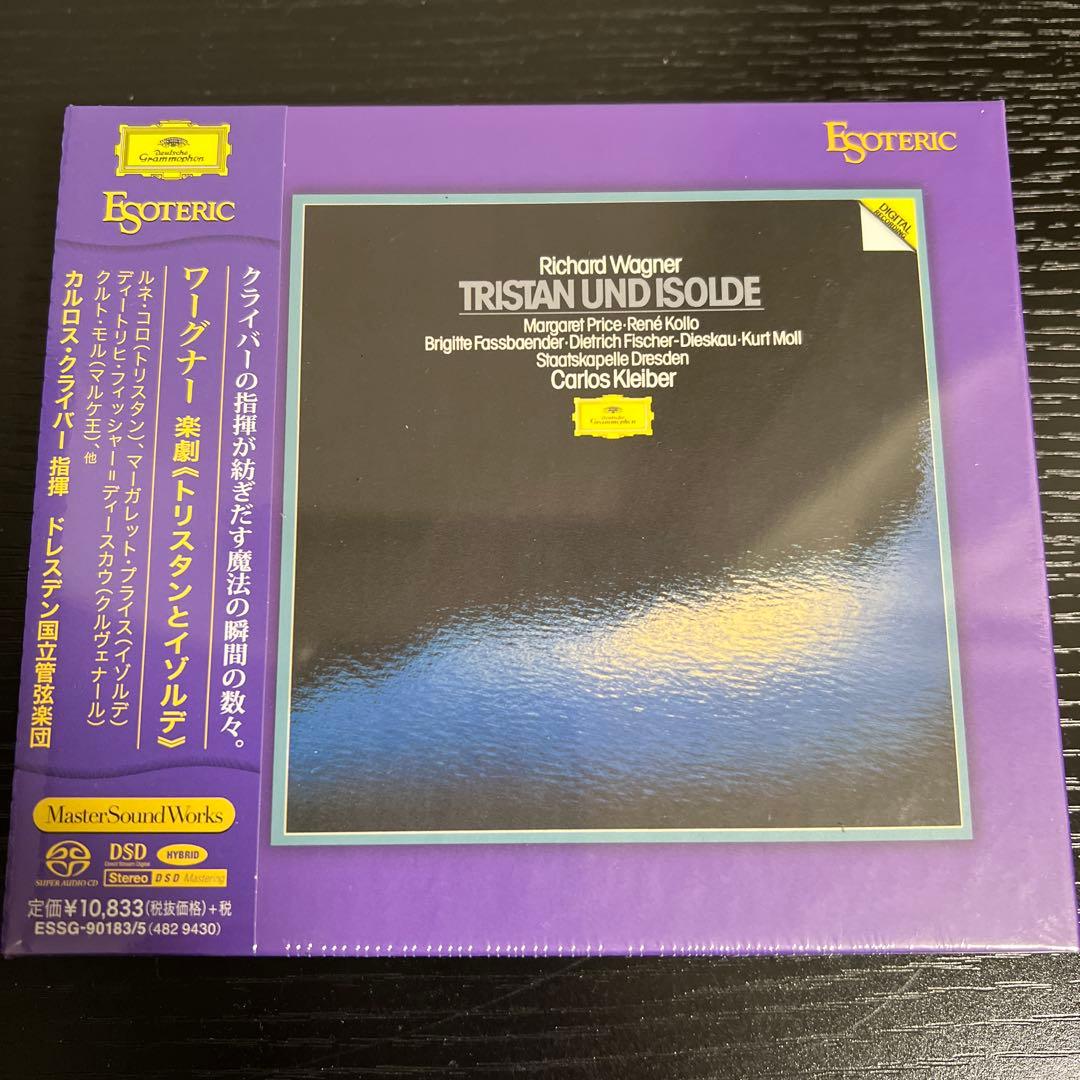 Deutsche
Grammophon
ESOTERIC
クライバーの指揮が紡ぎだす魔法の瞬間の数々。
ワーグナー 楽劇《トリスタンとイゾルデ》
ルネ・コロ(トリスタン)、マーガレット・プライス(イゾルデ)
ディートリヒ・フィッシャー=ディースカウ(クルヴェナール)
クルト・モル(マルケ王)、他
カルロス・クライバー 指揮 ドレスデン国立管弦楽団
MasterSoundWorks
SUPER AUDIO CD
DSD
Direct Stream Digital
HYBRID
Stereo DSD Mastering
定価¥10,833(税抜価格)+税
ESSG-90183/5(482 9430)
ESOTERIC
DIGITAL
RECORDING
Richard Wagner
TRISTAN UND ISOLDE
Margaret Price·René Kollo
Brigitte Fassbaender·Dietrich Fischer-Dieskau·Kurt Moll
Staatskapelle Dresden
Carlos Kleiber
Deutsche
Grammophon